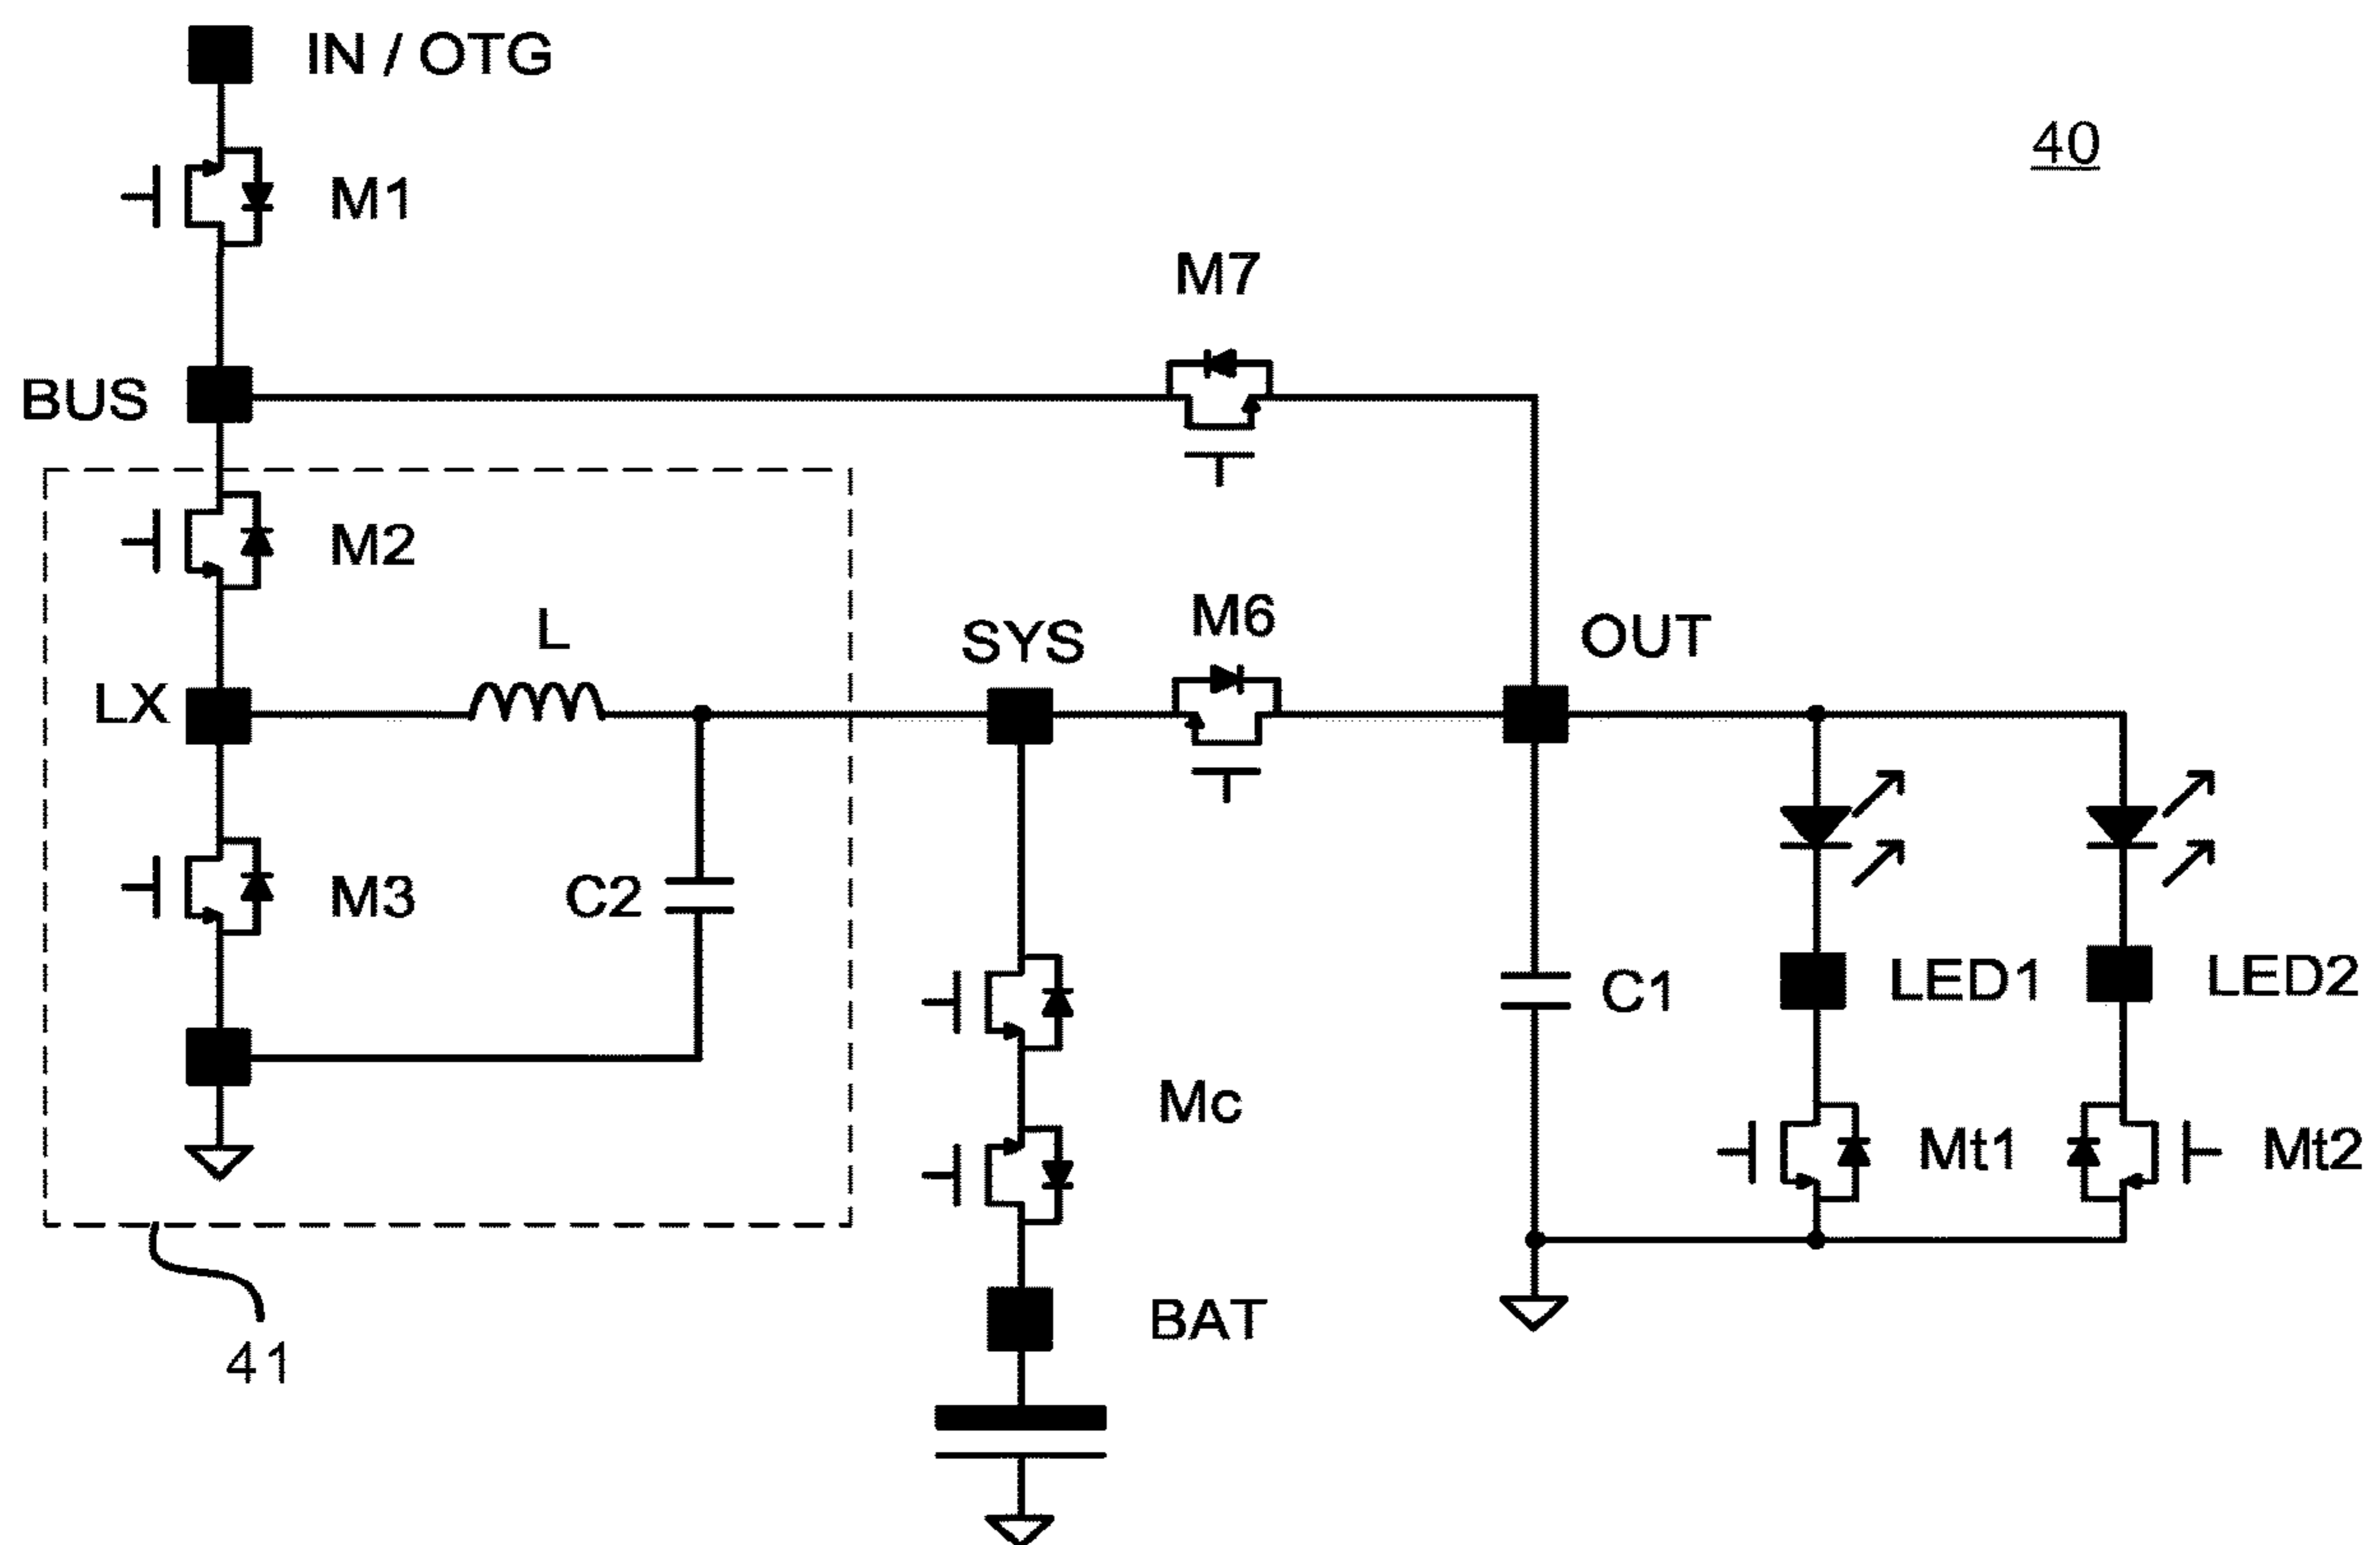 IN / OTG
40
M1
M7
BUS
M2
L
SYS
M6
OUT
LX
M3
C2
C1
LED1
LED2
Mc
Mt1
Mt2
BAT
41